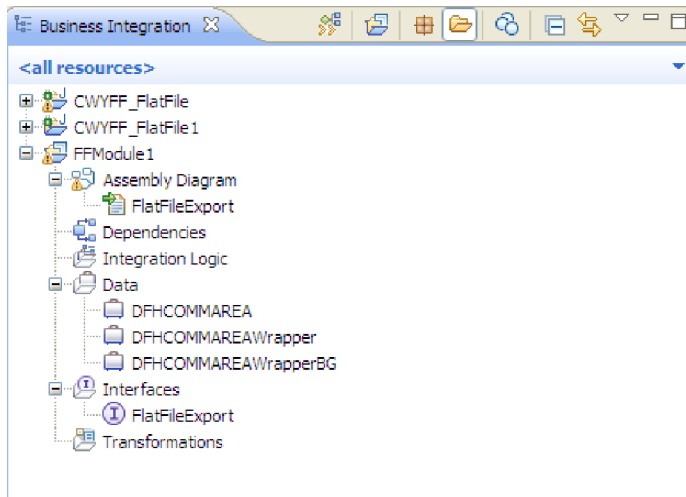 Business Integration
<all resources>
CWYFF_FlatFile
CWYFF_FlatFile1
FFModule1
Assembly Diagram
FlatFileExport
Dependencies
Integration Logic
Data
DFHCOMMAREA
DFHCOMMAREAWrapper
DFHCOMMAREAWrapperBG
Interfaces
FlatFileExport
Transformations